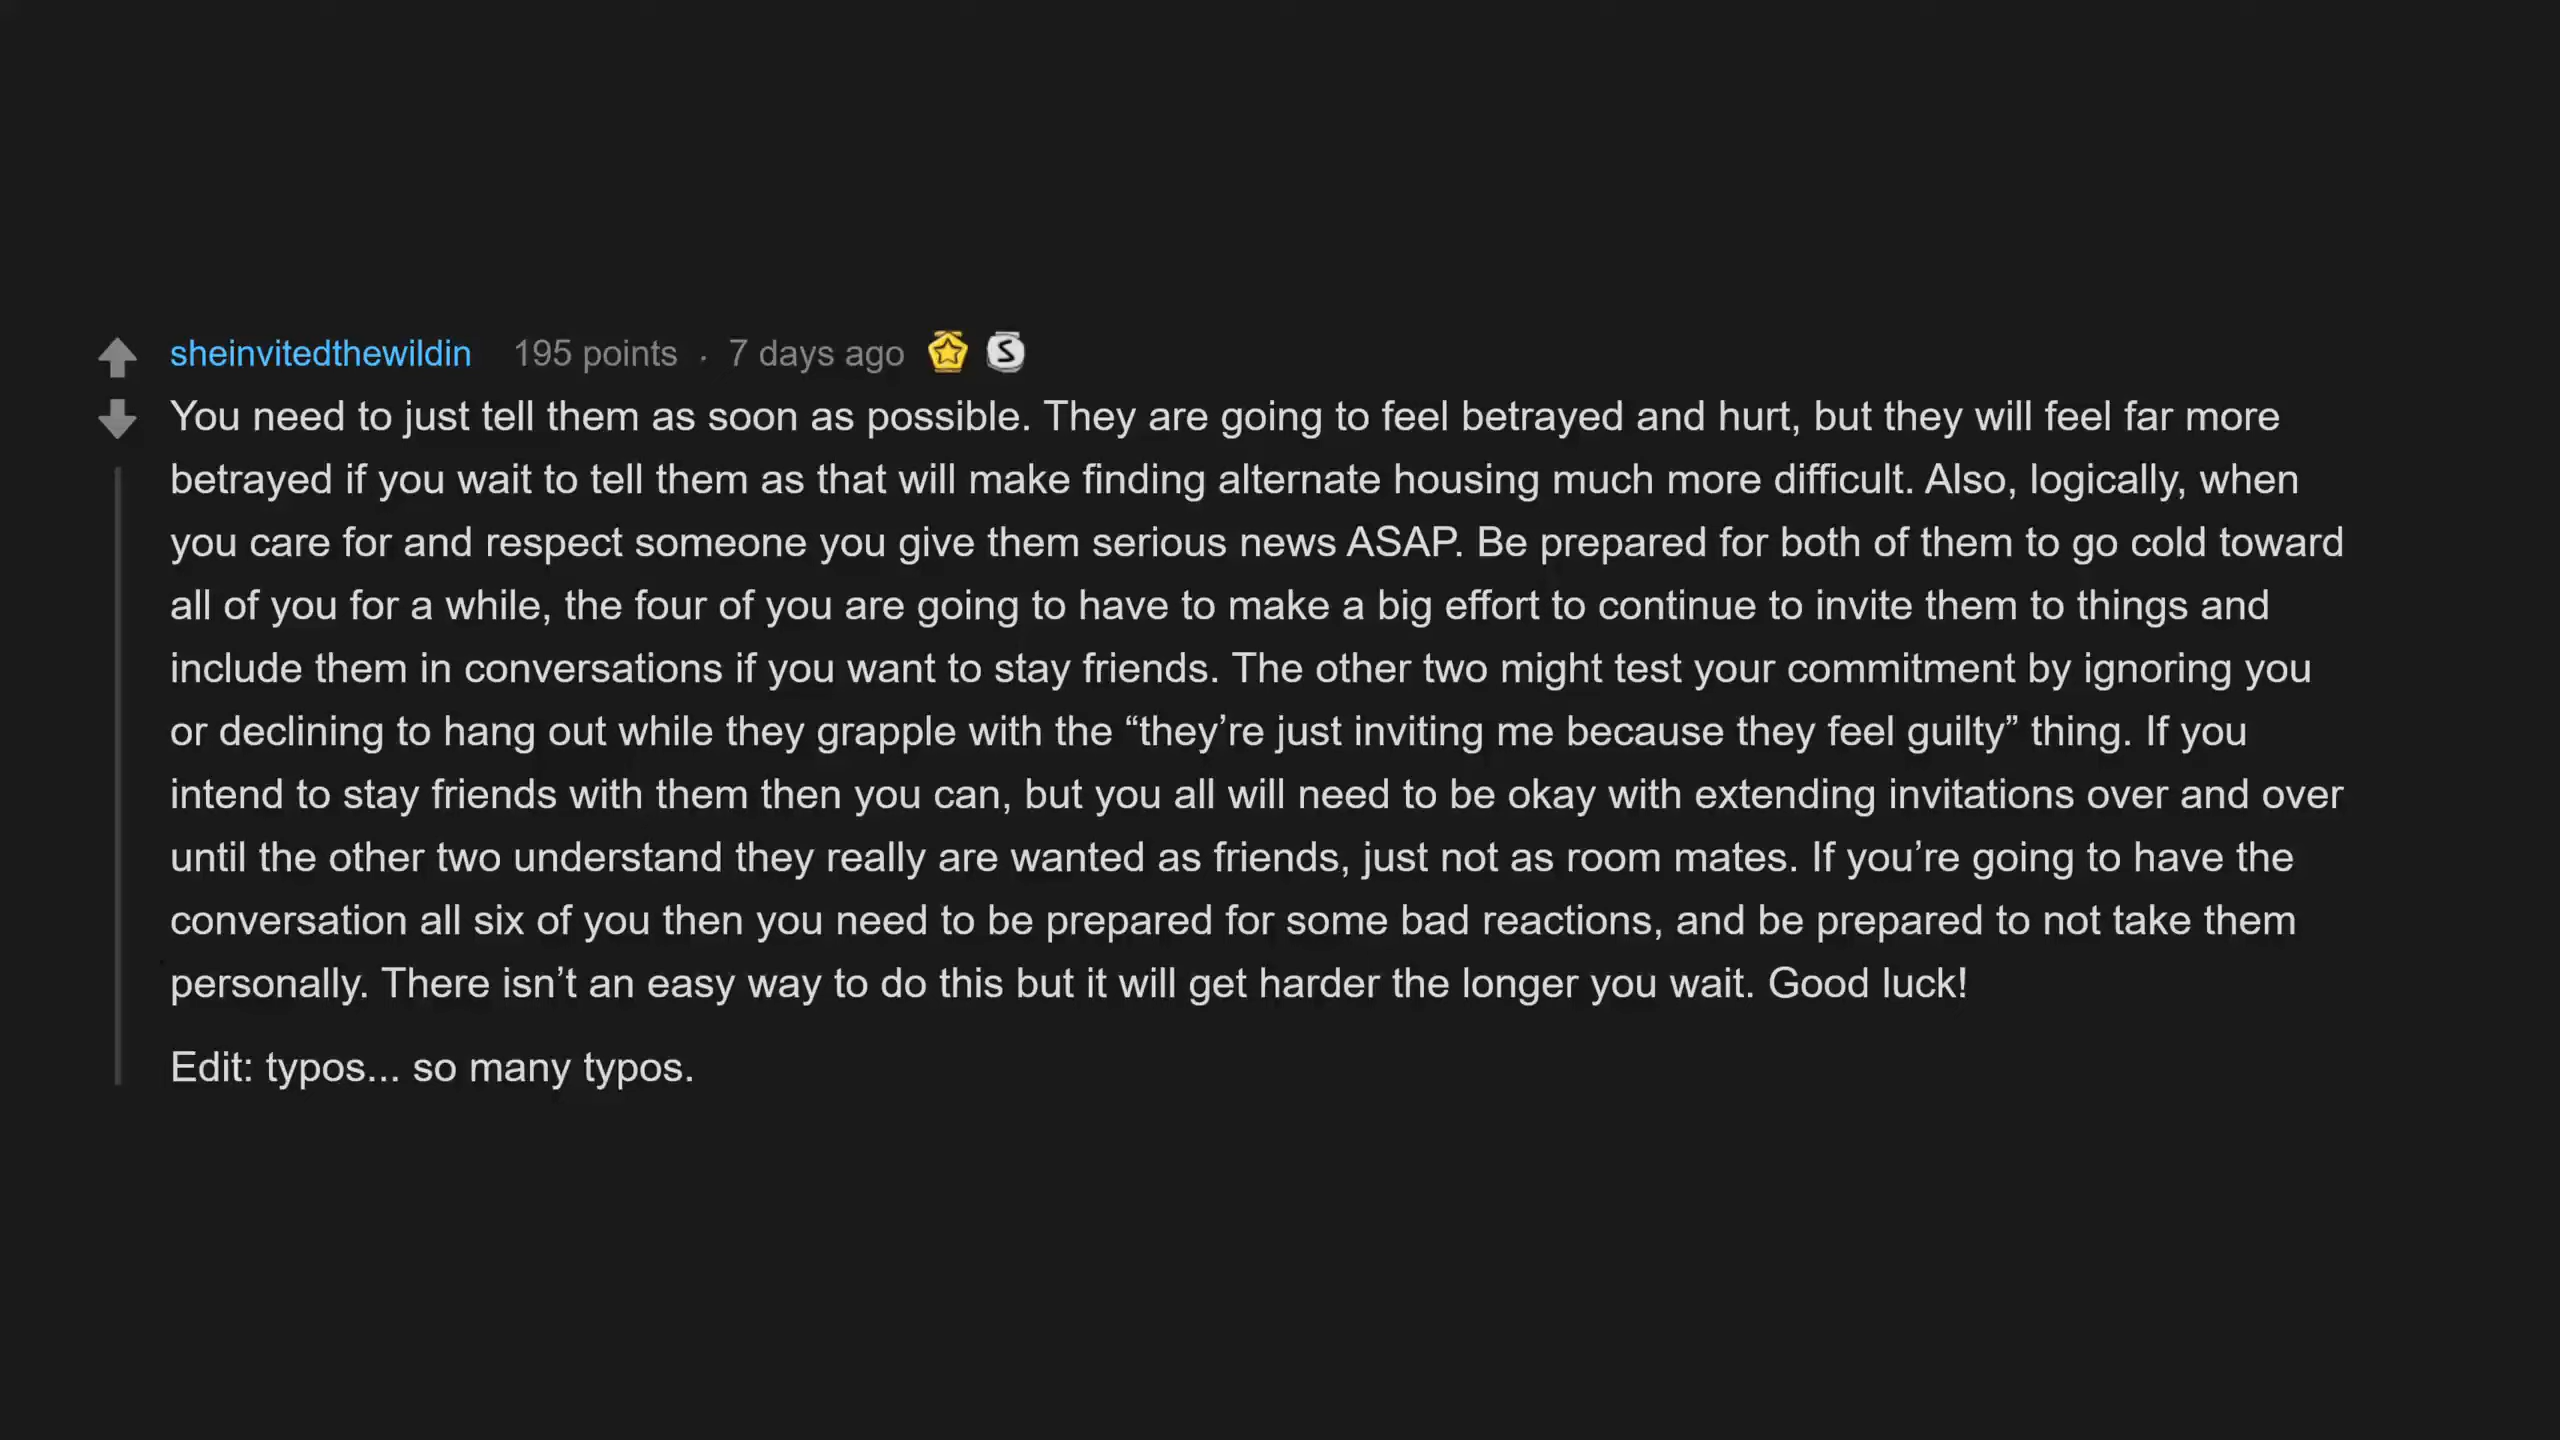 sheinvitedthewildin 195 points · 7 days ago
You need to just tell them as soon as possible. They are going to feel betrayed and hurt, but they will feel far more
betrayed if you wait to tell them as that will make finding alternate housing much more difficult. Also, logically, when
you care for and respect someone you give them serious news ASAP. Be prepared for both of them to go cold toward
all of you for a while, the four of you are going to have to make a big effort to continue to invite them to things and
include them in conversations if you want to stay friends. The other two might test your commitment by ignoring you
or declining to hang out while they grapple with the “they’re just inviting me because they feel guilty” thing. If you
intend to stay friends with them then you can, but you all will need to be okay with extending invitations over and over
until the other two understand they really are wanted as friends, just not as room mates. If you’re going to have the
conversation all six of you then you need to be prepared for some bad reactions, and be prepared to not take them
personally. There isn’t an easy way to do this but it will get harder the longer you wait. Good luck!
Edit: typos... so many typos.